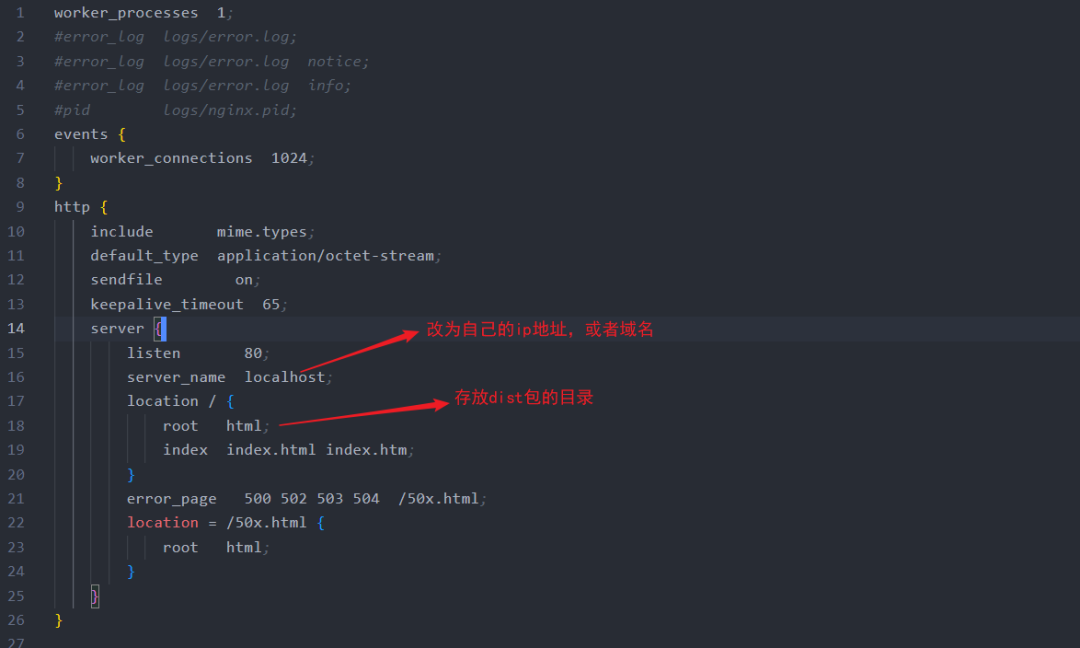 1 worker_processes  1;
2 #error_log  logs/error.log;
3 #error_log  logs/error.log  notice;
4 #error_log  logs/error.log  info;
5 #pid        logs/nginx.pid;
6 events {
7     worker_connections  1024;
8 }
9 http {
10     include       mime.types;
11     default_type  application/octet-stream;
12     sendfile        on;
13     keepalive_timeout  65;
14     server { 改为自己的ip地址，或者域名
15         listen       80;
16         server_name  localhost;
17         location / { 存放dist包的目录
18             root   html;
19             index  index.html index.htm;
20         }
21         error_page   500 502 503 504  /50x.html;
22         location = /50x.html {
23             root   html;
24         }
25     }
26 }
27